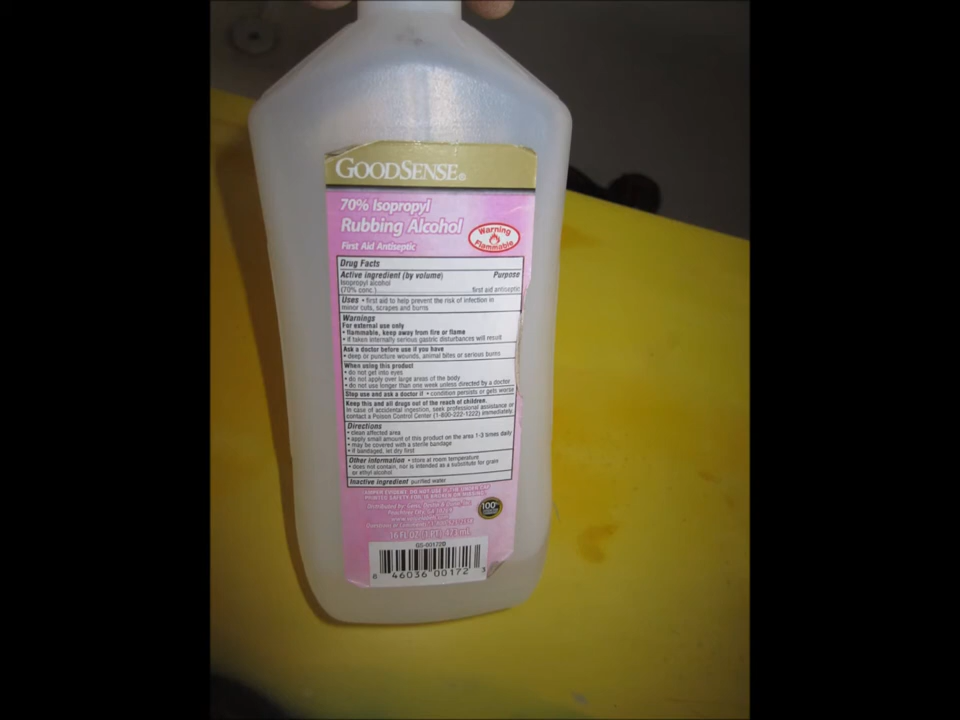 GOODSENSE®
70% Isopropyl
Rubbing Alcohol
First Aid Antiseptic
Warning
Flammable
Drug Facts
Active ingredient (by volume) Purpose
Isopropyl alcohol
(70% conc.) first aid antiseptic
Uses • first aid to help prevent the risk of infection in
minor cuts, scrapes and burns
Warnings
For external use only
• flammable, keep away from fire or flame
• if taken internally serious gastric disturbances will result
Ask a doctor before use if you have
• deep or puncture wounds, animal bites or serious burns
When using this product
• do not get into eyes
• do not apply over large areas of the body
• do not use longer than one week unless directed by a doctor
Stop use and ask a doctor if • condition persists or gets worse
Keep this and all drugs out of the reach of children.
In case of accidental ingestion, seek professional assistance or
contact a Poison Control Center (1-800-222-1222) immediately.
Directions
• clean affected area
• apply small amount of this product on the area 1-3 times daily
• may be covered with a sterile bandage
• if bandaged, let dry first
Other information • store at room temperature
• does not contain, nor is intended as a substitute for grain
or ethyl alcohol
Inactive ingredient purified water
100%
16 FL OZ (1 PT) 473 mL
GS-00172D
8 46036 00172 3